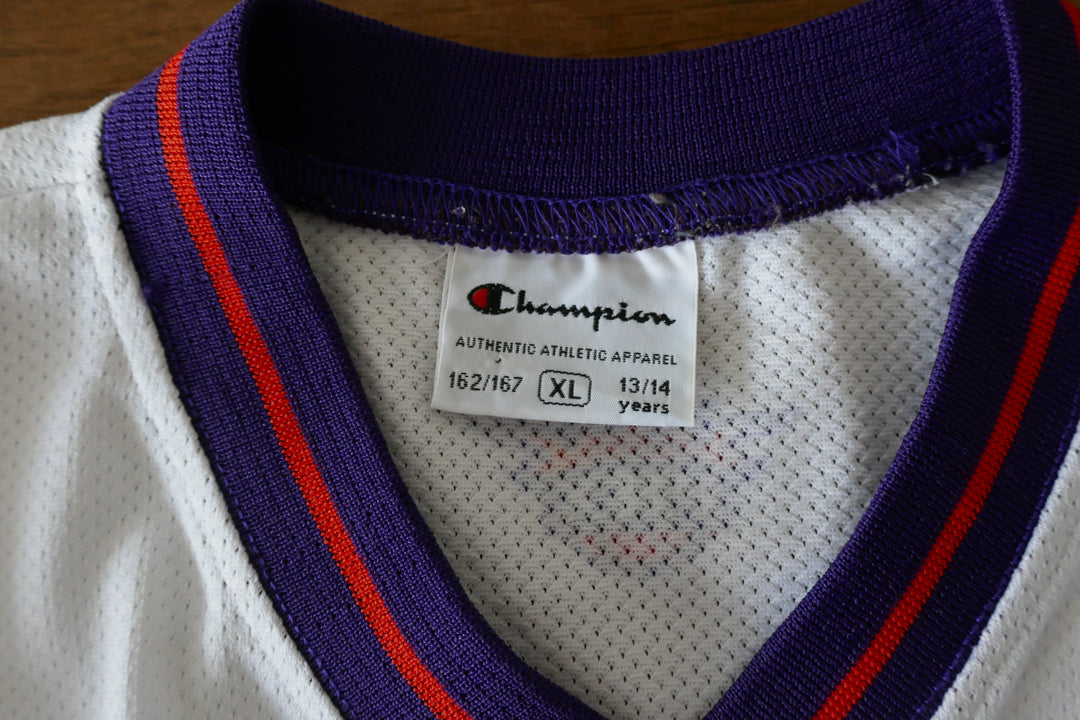 Champion
AUTHENTIC ATHLETIC APPAREL
162/167 XL 13/14
years